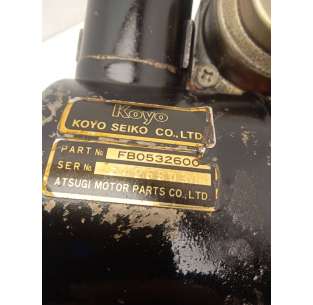 Koyo
KOYO SEIKO CO., LTD.
PART No FB0532600
SER No
ATSUGI MOTOR PARTS CO., LTD.